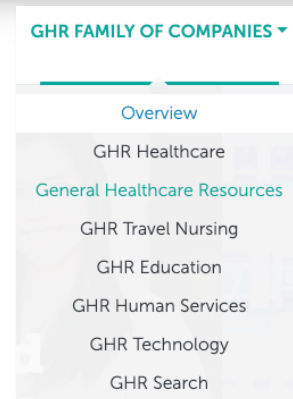 GHR FAMILY OF COMPANIES
Overview
GHR Healthcare
General Healthcare Resources
GHR Travel Nursing
GHR Education
GHR Human Services
GHR Technology
GHR Search